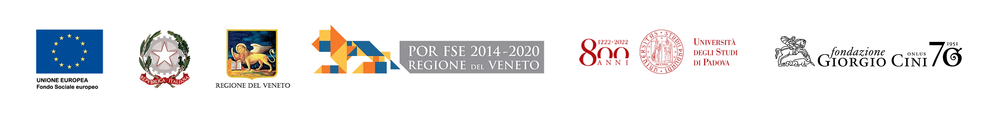 UNIONE EUROPEA
Fondo Sociale europeo
REPVBBLICA ITALIANA
REGIONE DEL VENETO
POR FSE 2014-2020
REGIONE DEL VENETO
1222·2022
800
ANNI
UNIVERSITAS · STUDII PADUANI ·
MCCXXII
UNIVERSITÀ
DEGLI STUDI
DI PADOVA
fondazione
GIORGIO CINI
ONLUS
1951
70